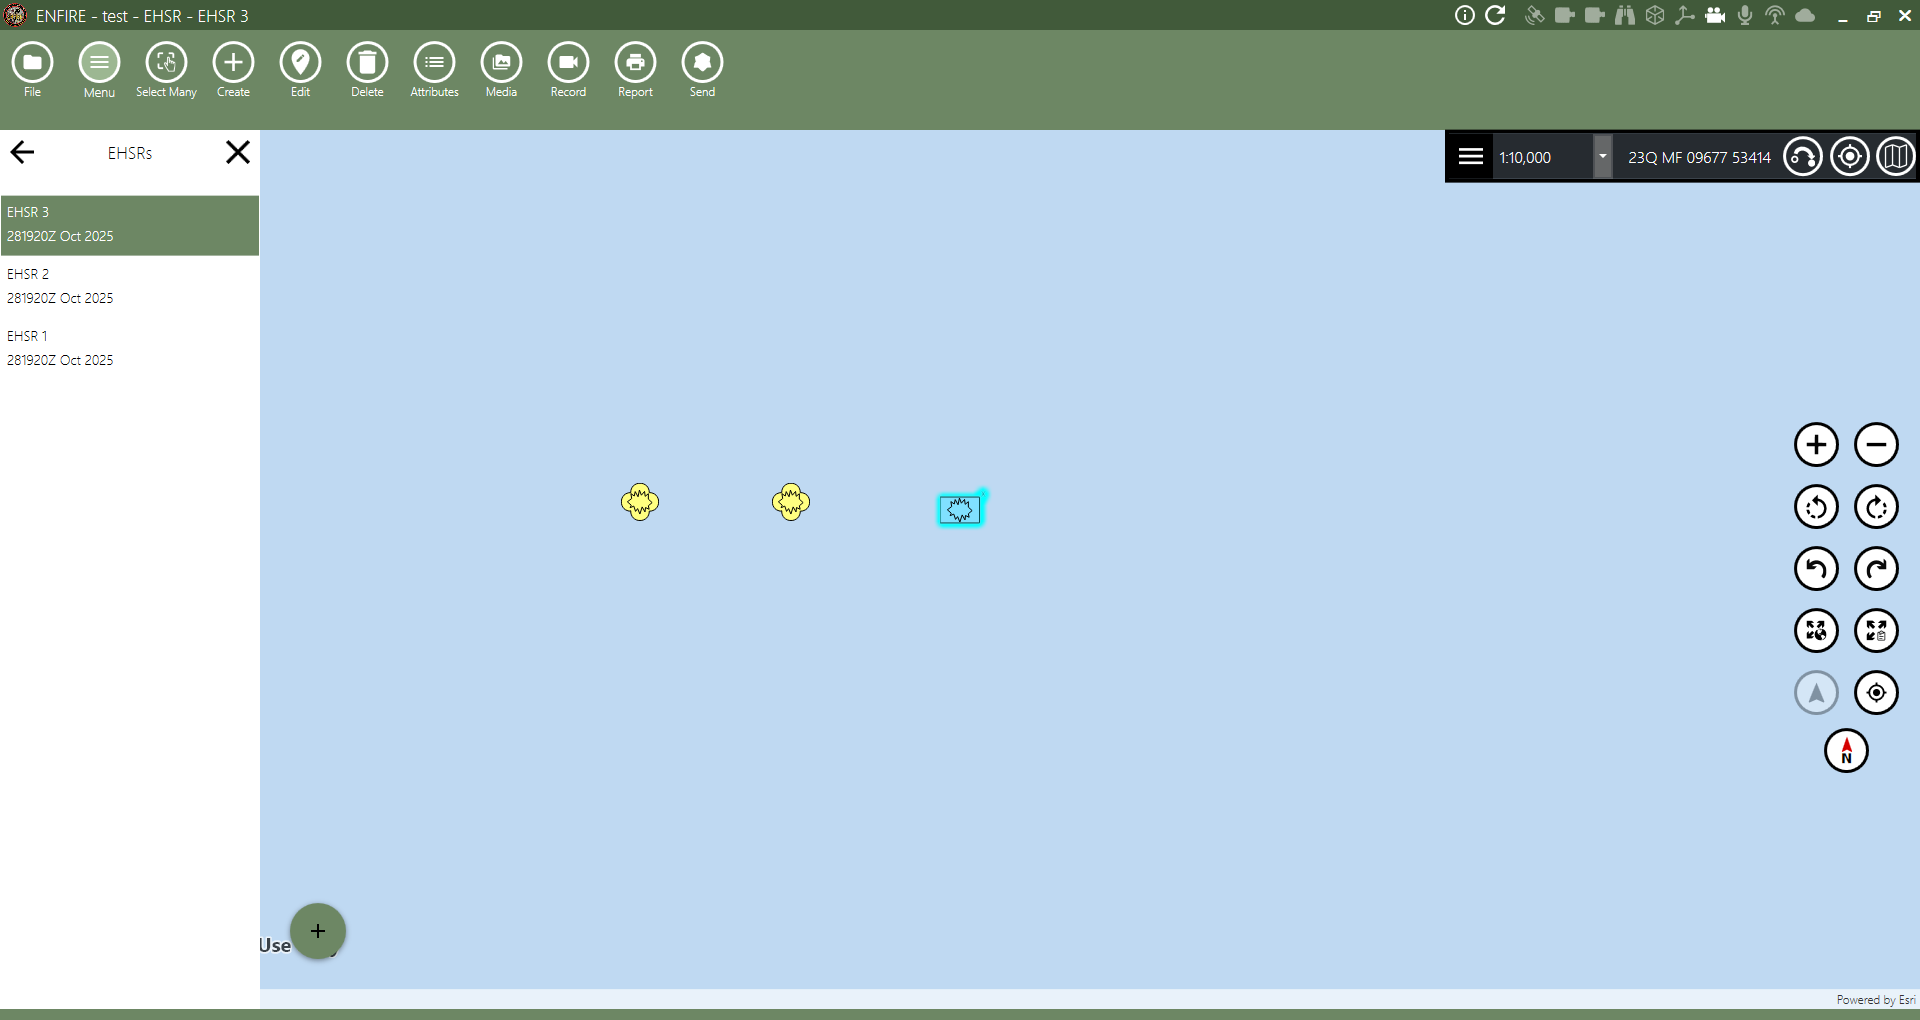 ENFIRE - test - EHSR - EHSR 3
File
Menu
Select Many
Create
Edit
Delete
Attributes
Media
Record
Report
Send
EHSRs
1:10,000
23Q MF 09677 53414
EHSR 3
281920Z Oct 2025
EHSR 2
281920Z Oct 2025
EHSR 1
281920Z Oct 2025
N
Use
Powered by Esri